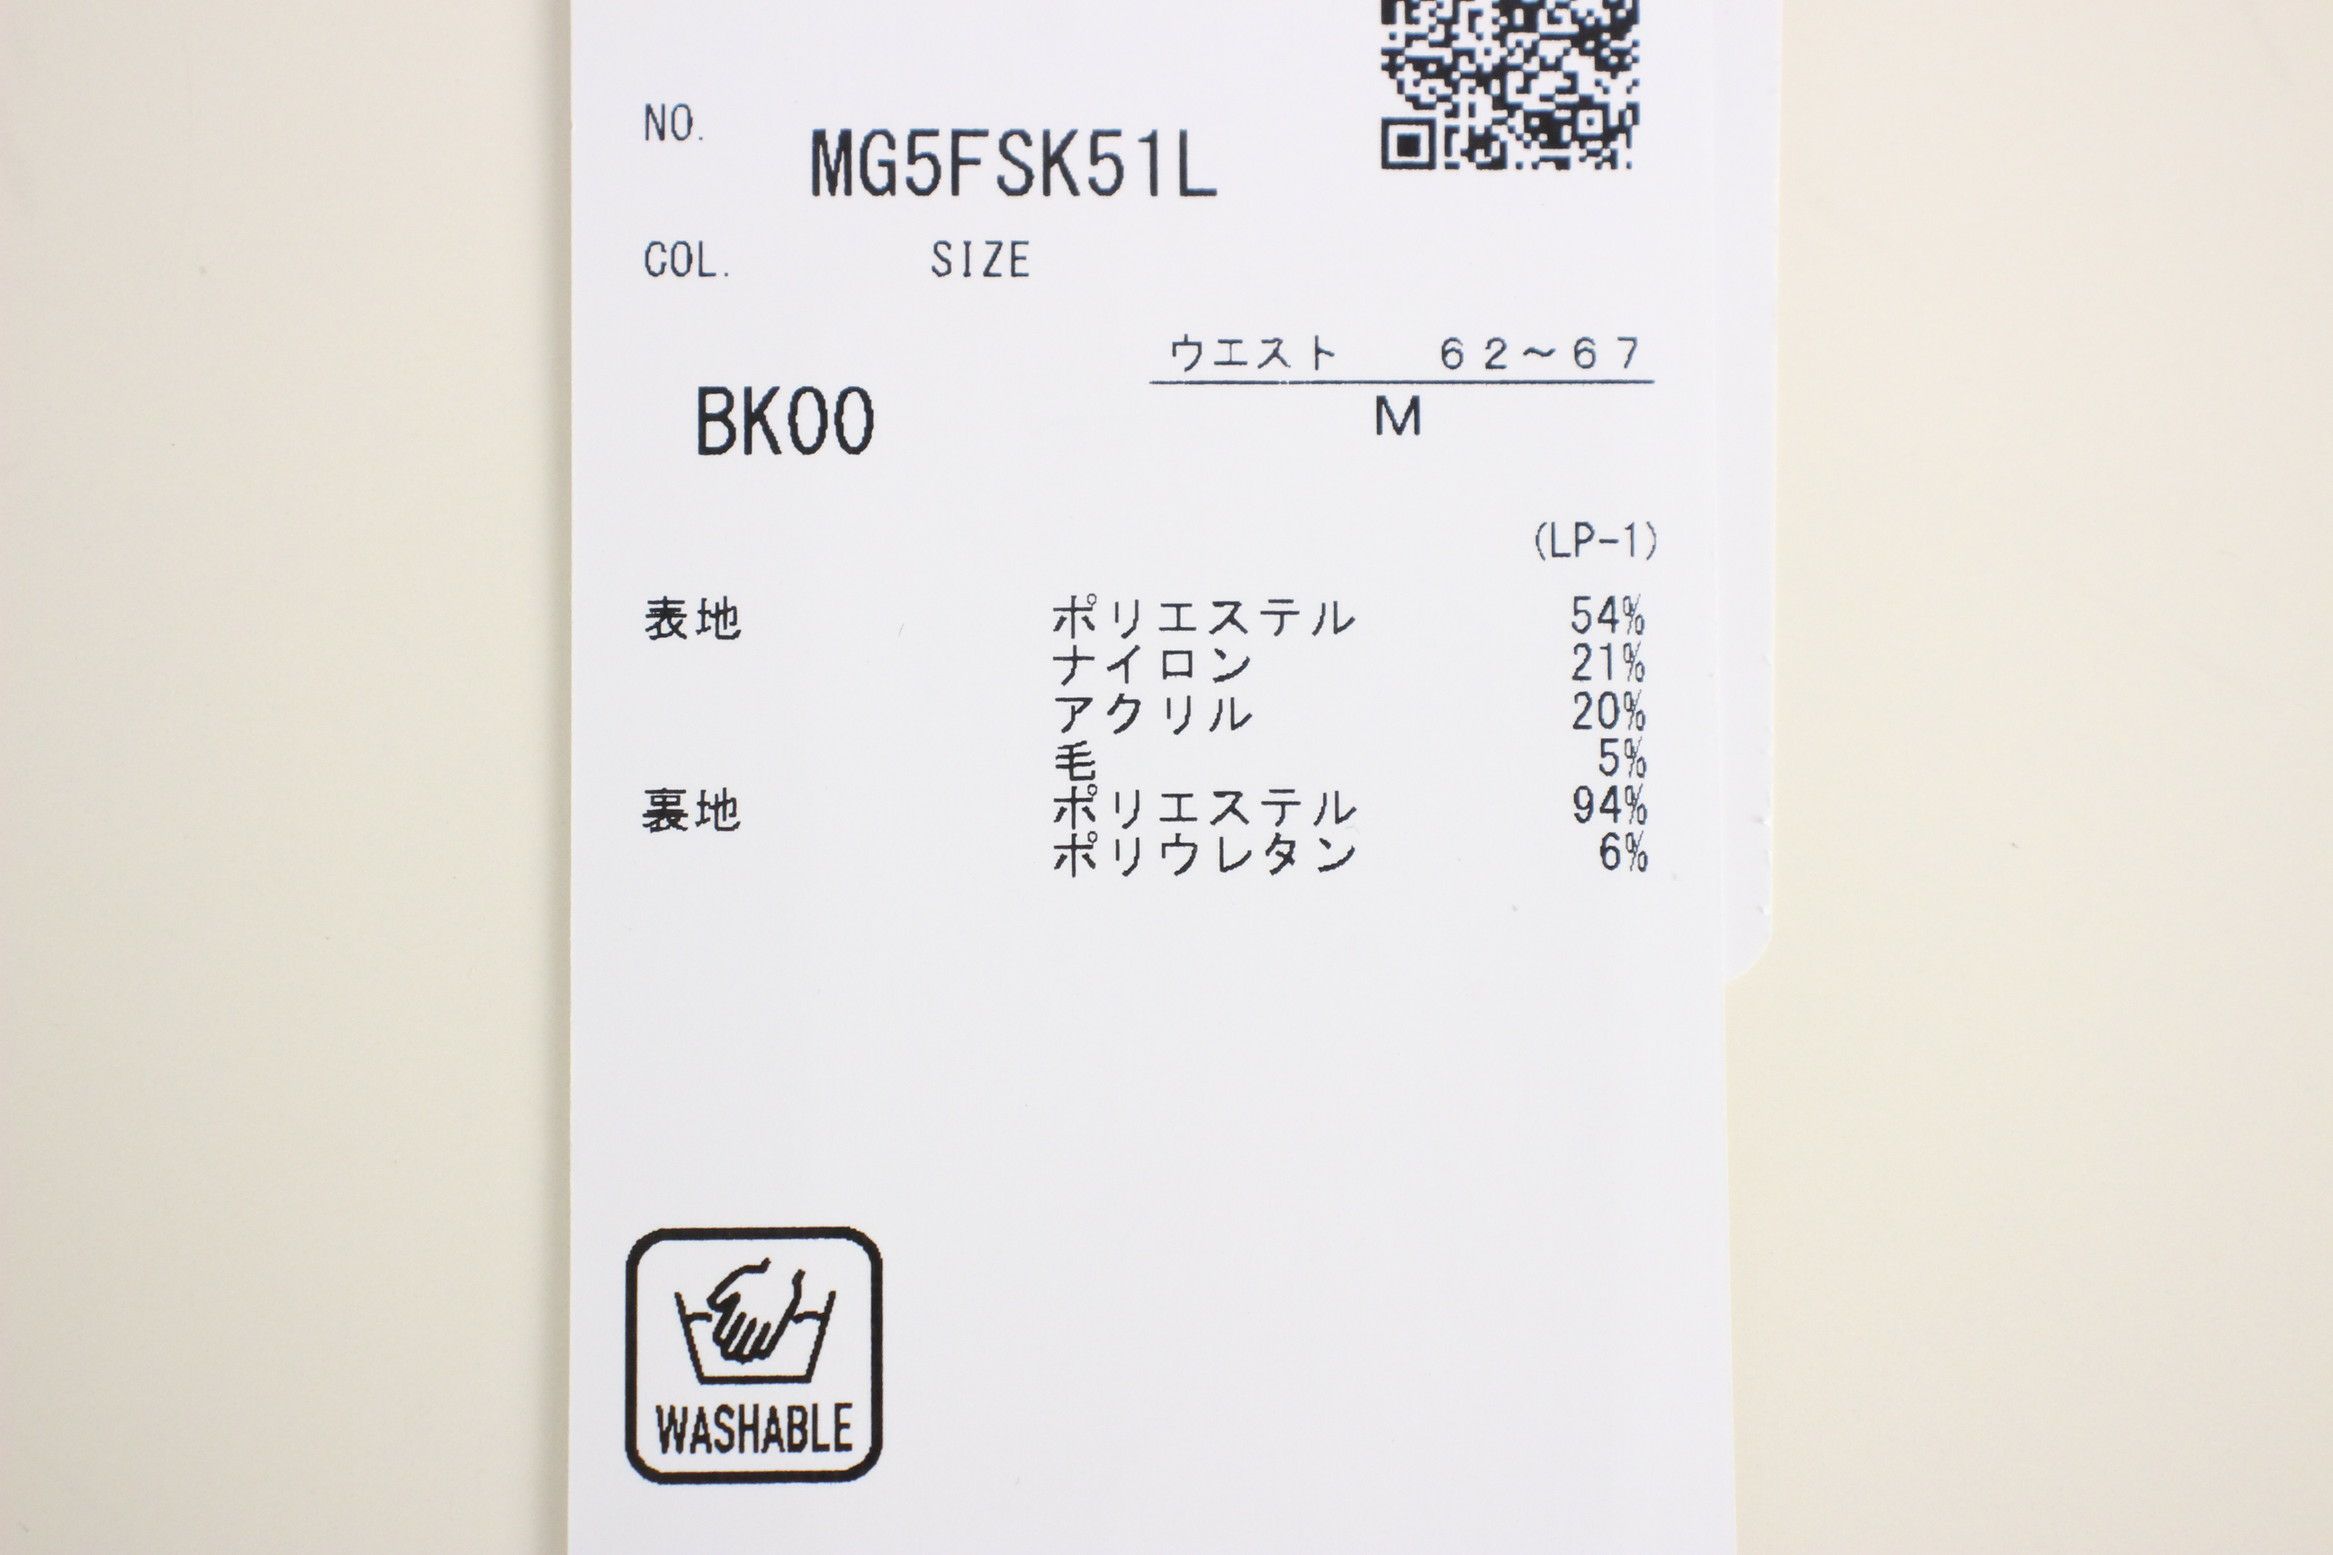 NO.
MG5FSK51L
COL. SIZE
ウエスト 62～67
BK00 M
(LP-1)
表地 ポリエステル 54%
ナイロン 21%
アクリル 20%
毛 5%
裏地 ポリエステル 94%
ポリウレタン 6%
WASHABLE